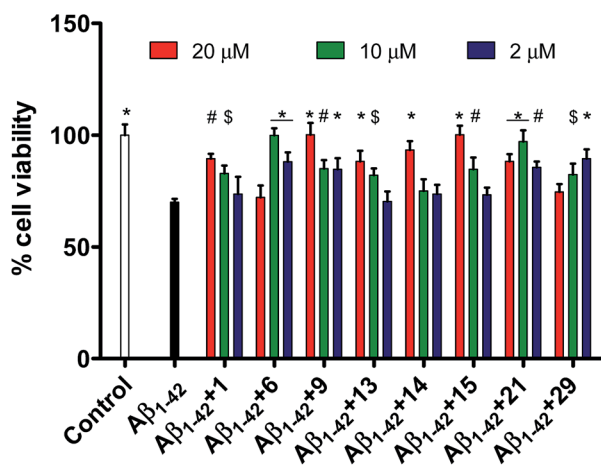 150
20 μM 10 μM 2 μM
* # $ * * # * * $ * * # * # $ *
100
50
0
% cell viability
Control
Aβ1-42
Aβ1-42+1
Aβ1-42+6
Aβ1-42+9
Aβ1-42+13
Aβ1-42+14
Aβ1-42+15
Aβ1-42+21
Aβ1-42+29